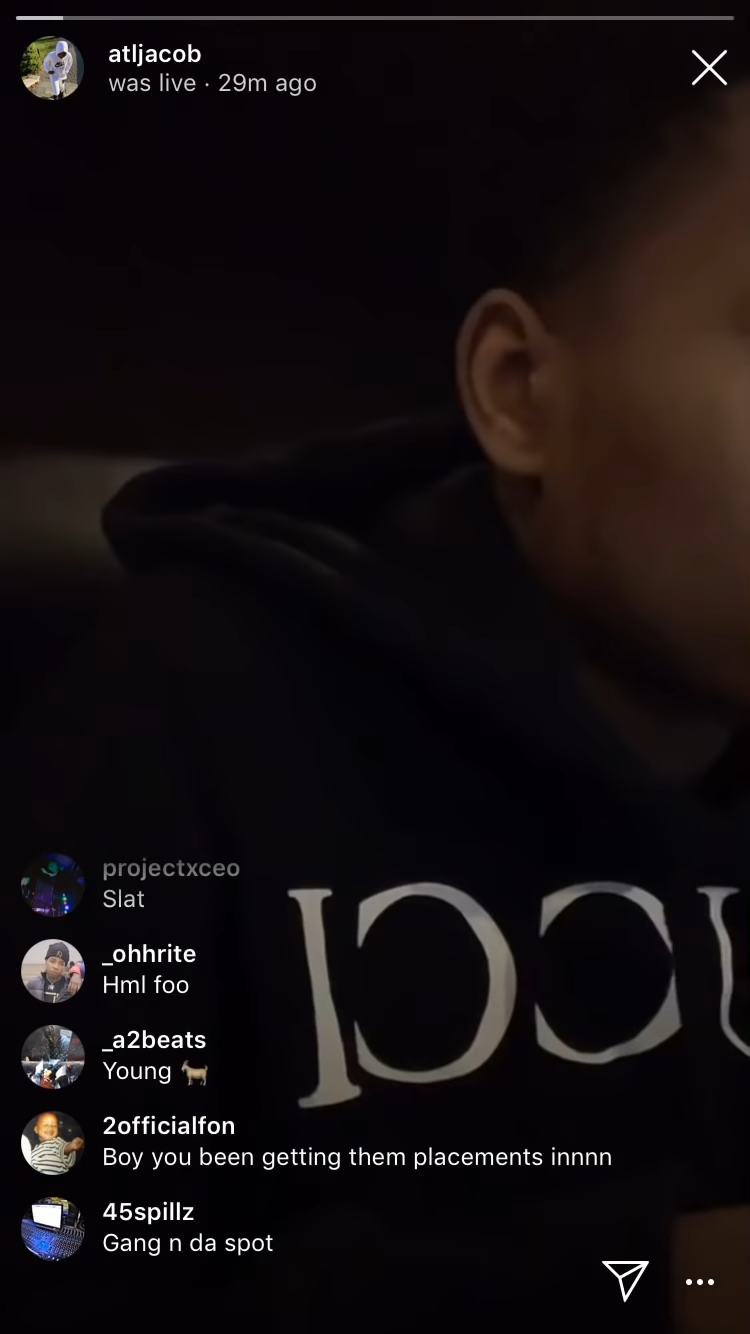 atljacob
was live · 29m ago
projectxceo
Slat
_ohhrite
Hml foo
_a2beats
Young 🐐
2officialfon
Boy you been getting them placements innnn
45spillz
Gang n da spot
UCCI